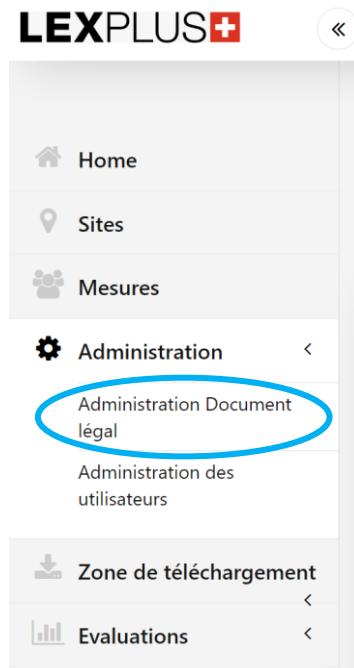 LEXPLUS
Home
Sites
Mesures
Administration
Administration Document
légal
Administration des
utilisateurs
Zone de téléchargement
Evaluations